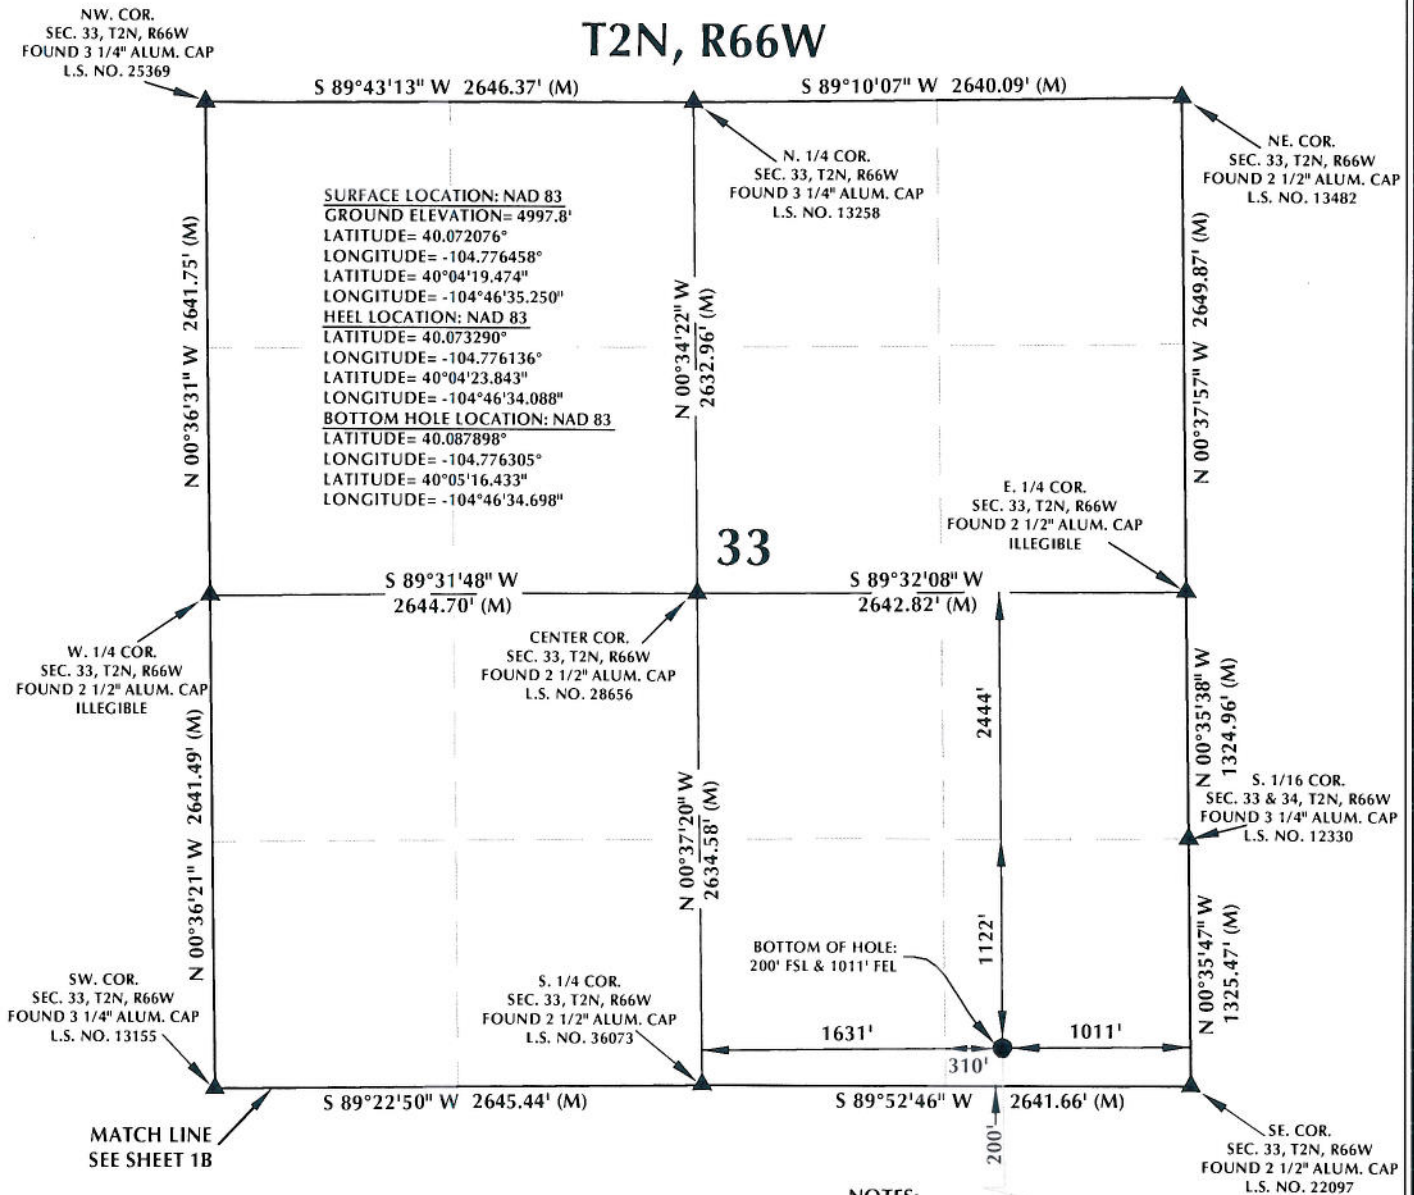 T2N, R66W
NW. COR.
SEC. 33, T2N, R66W
FOUND 3 1/4" ALUM. CAP
L.S. NO. 25369
S 89°43'13" W 2646.37' (M)
S 89°10'07" W 2640.09' (M)
N. 1/4 COR.
SEC. 33, T2N, R66W
FOUND 3 1/4" ALUM. CAP
L.S. NO. 13258
NE. COR.
SEC. 33, T2N, R66W
FOUND 2 1/2" ALUM. CAP
L.S. NO. 13482
SURFACE LOCATION: NAD 83
GROUND ELEVATION= 4997.8'
LATITUDE= 40.072076°
LONGITUDE= -104.776458°
LATITUDE= 40°04'19.474"
LONGITUDE= -104°46'35.250"
HEEL LOCATION: NAD 83
LATITUDE= 40.073290°
LONGITUDE= -104.776136°
LATITUDE= 40°04'23.843"
LONGITUDE= -104°46'34.088"
BOTTOM HOLE LOCATION: NAD 83
LATITUDE= 40.087898°
LONGITUDE= -104.776305°
LATITUDE= 40°05'16.433"
LONGITUDE= -104°46'34.698"
N 00°36'31" W 2641.75' (M)
N 00°34'22" W
2632.96' (M)
N 00°37'57" W 2649.87' (M)
E. 1/4 COR.
SEC. 33, T2N, R66W
FOUND 2 1/2" ALUM. CAP
ILLEGIBLE
33
S 89°31'48" W
2644.70' (M)
S 89°32'08" W
2642.82' (M)
W. 1/4 COR.
SEC. 33, T2N, R66W
FOUND 2 1/2" ALUM. CAP
ILLEGIBLE
CENTER COR.
SEC. 33, T2N, R66W
FOUND 2 1/2" ALUM. CAP
L.S. NO. 28656
2444'
N 00°35'38" W
1324.96' (M)
S. 1/16 COR.
SEC. 33 & 34, T2N, R66W
FOUND 3 1/4" ALUM. CAP
L.S. NO. 12330
N 00°36'21" W 2641.49' (M)
N 00°37'20" W
2634.58' (M)
1122'
N 00°35'47" W
1325.47' (M)
BOTTOM OF HOLE:
200' FSL & 1011' FEL
SW. COR.
SEC. 33, T2N, R66W
FOUND 3 1/4" ALUM. CAP
L.S. NO. 13155
S. 1/4 COR.
SEC. 33, T2N, R66W
FOUND 2 1/2" ALUM. CAP
L.S. NO. 36073
1631'
1011'
310'
S 89°22'50" W 2645.44' (M)
S 89°52'46" W 2641.66' (M)
MATCH LINE
SEE SHEET 1B
200'
SE. COR.
SEC. 33, T2N, R66W
FOUND 2 1/2" ALUM. CAP
L.S. NO. 22097
NOTES: